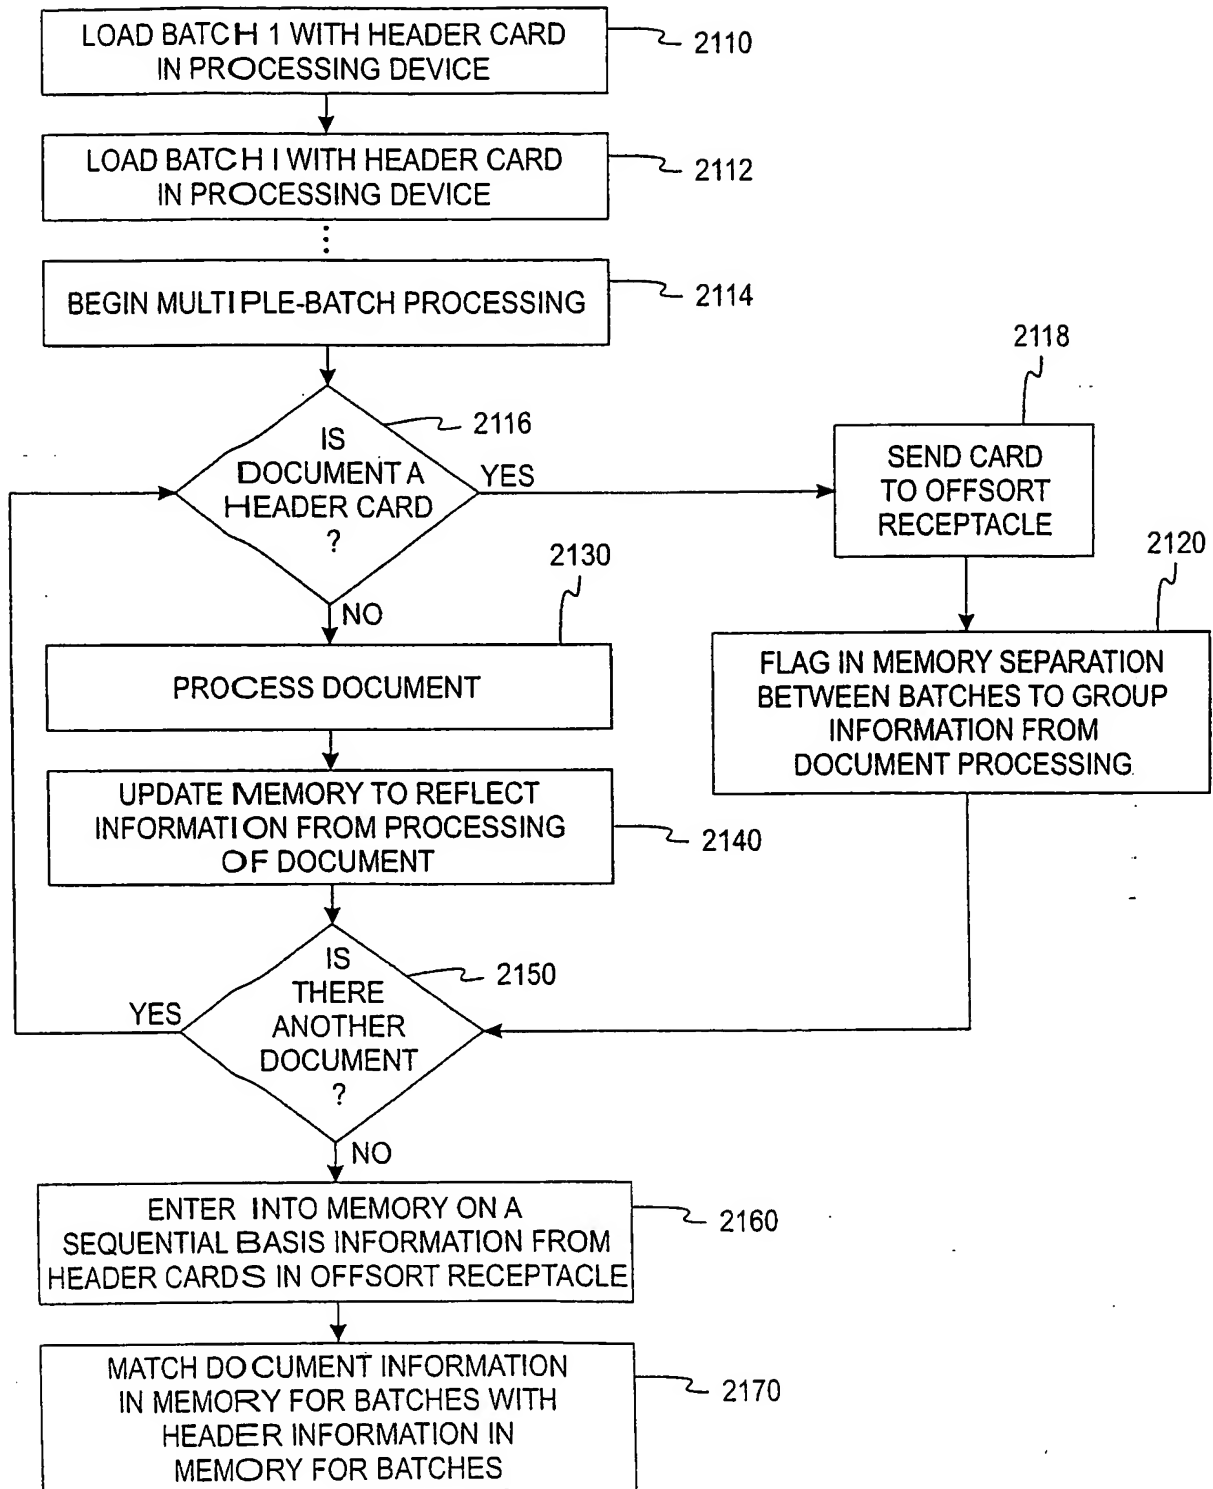 LOAD BATCH 1 WITH HEADER CARD
IN PROCESSING DEVICE
2110
LOAD BATCH I WITH HEADER CARD
IN PROCESSING DEVICE
2112
BEGIN MULTIPLE-BATCH PROCESSING
2114
2116
IS
DOCUMENT A
HEADER CARD
?
YES
NO
2118
SEND CARD
TO OFFSORT
RECEPTACLE
2120
FLAG IN MEMORY SEPARATION
BETWEEN BATCHES TO GROUP
INFORMATION FROM
DOCUMENT PROCESSING
2130
PROCESS DOCUMENT
UPDATE MEMORY TO REFLECT
INFORMATION FROM PROCESSING
OF DOCUMENT
2140
2150
IS
THERE
ANOTHER
DOCUMENT
?
YES
NO
ENTER INTO MEMORY ON A
SEQUENTIAL BASIS INFORMATION FROM
HEADER CARDS IN OFFSORT RECEPTACLE
2160
MATCH DOCUMENT INFORMATION
IN MEMORY FOR BATCHES WITH
HEADER INFORMATION IN
MEMORY FOR BATCHES
2170